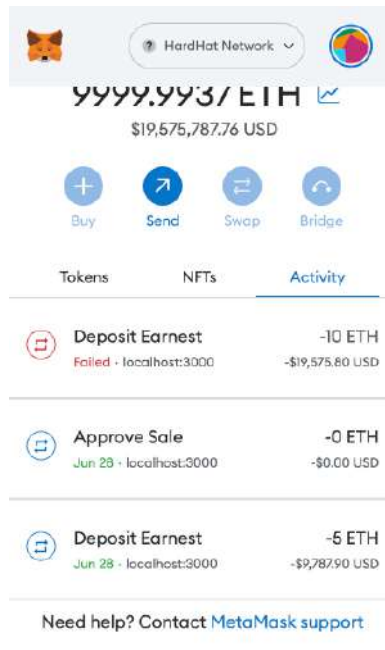 HardHat Network
9999.9937 ETH
$19,575,787.76 USD
Buy Send Swap Bridge
Tokens NFTs Activity
Deposit Earnest -10 ETH
Failed · localhost:3000 -$19,575.80 USD
Approve Sale -0 ETH
Jun 28 · localhost:3000 -$0.00 USD
Deposit Earnest -5 ETH
Jun 28 · localhost:3000 -$9,787.90 USD
Need help? Contact MetaMask support